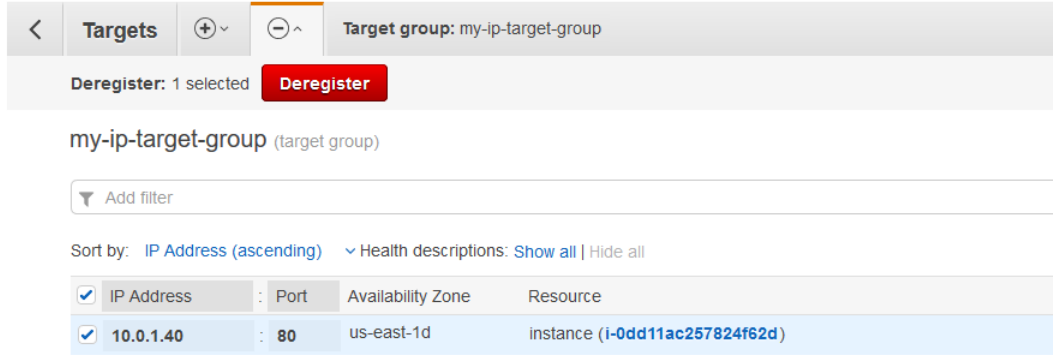 Targets Target group: my-ip-target-group
Deregister: 1 selected Deregister
my-ip-target-group (target group)
Add filter
Sort by: IP Address (ascending) Health descriptions: Show all | Hide all
IP Address : Port Availability Zone Resource
10.0.1.40 : 80 us-east-1d instance (i-0dd11ac257824f62d)